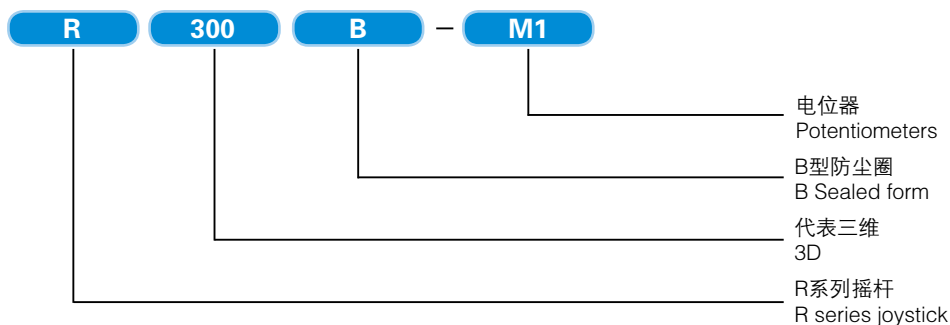 R 300 B – M1
电位器
Potentiometers
B型防尘圈
B Sealed form
代表三维
3D
R系列摇杆
R series joystick